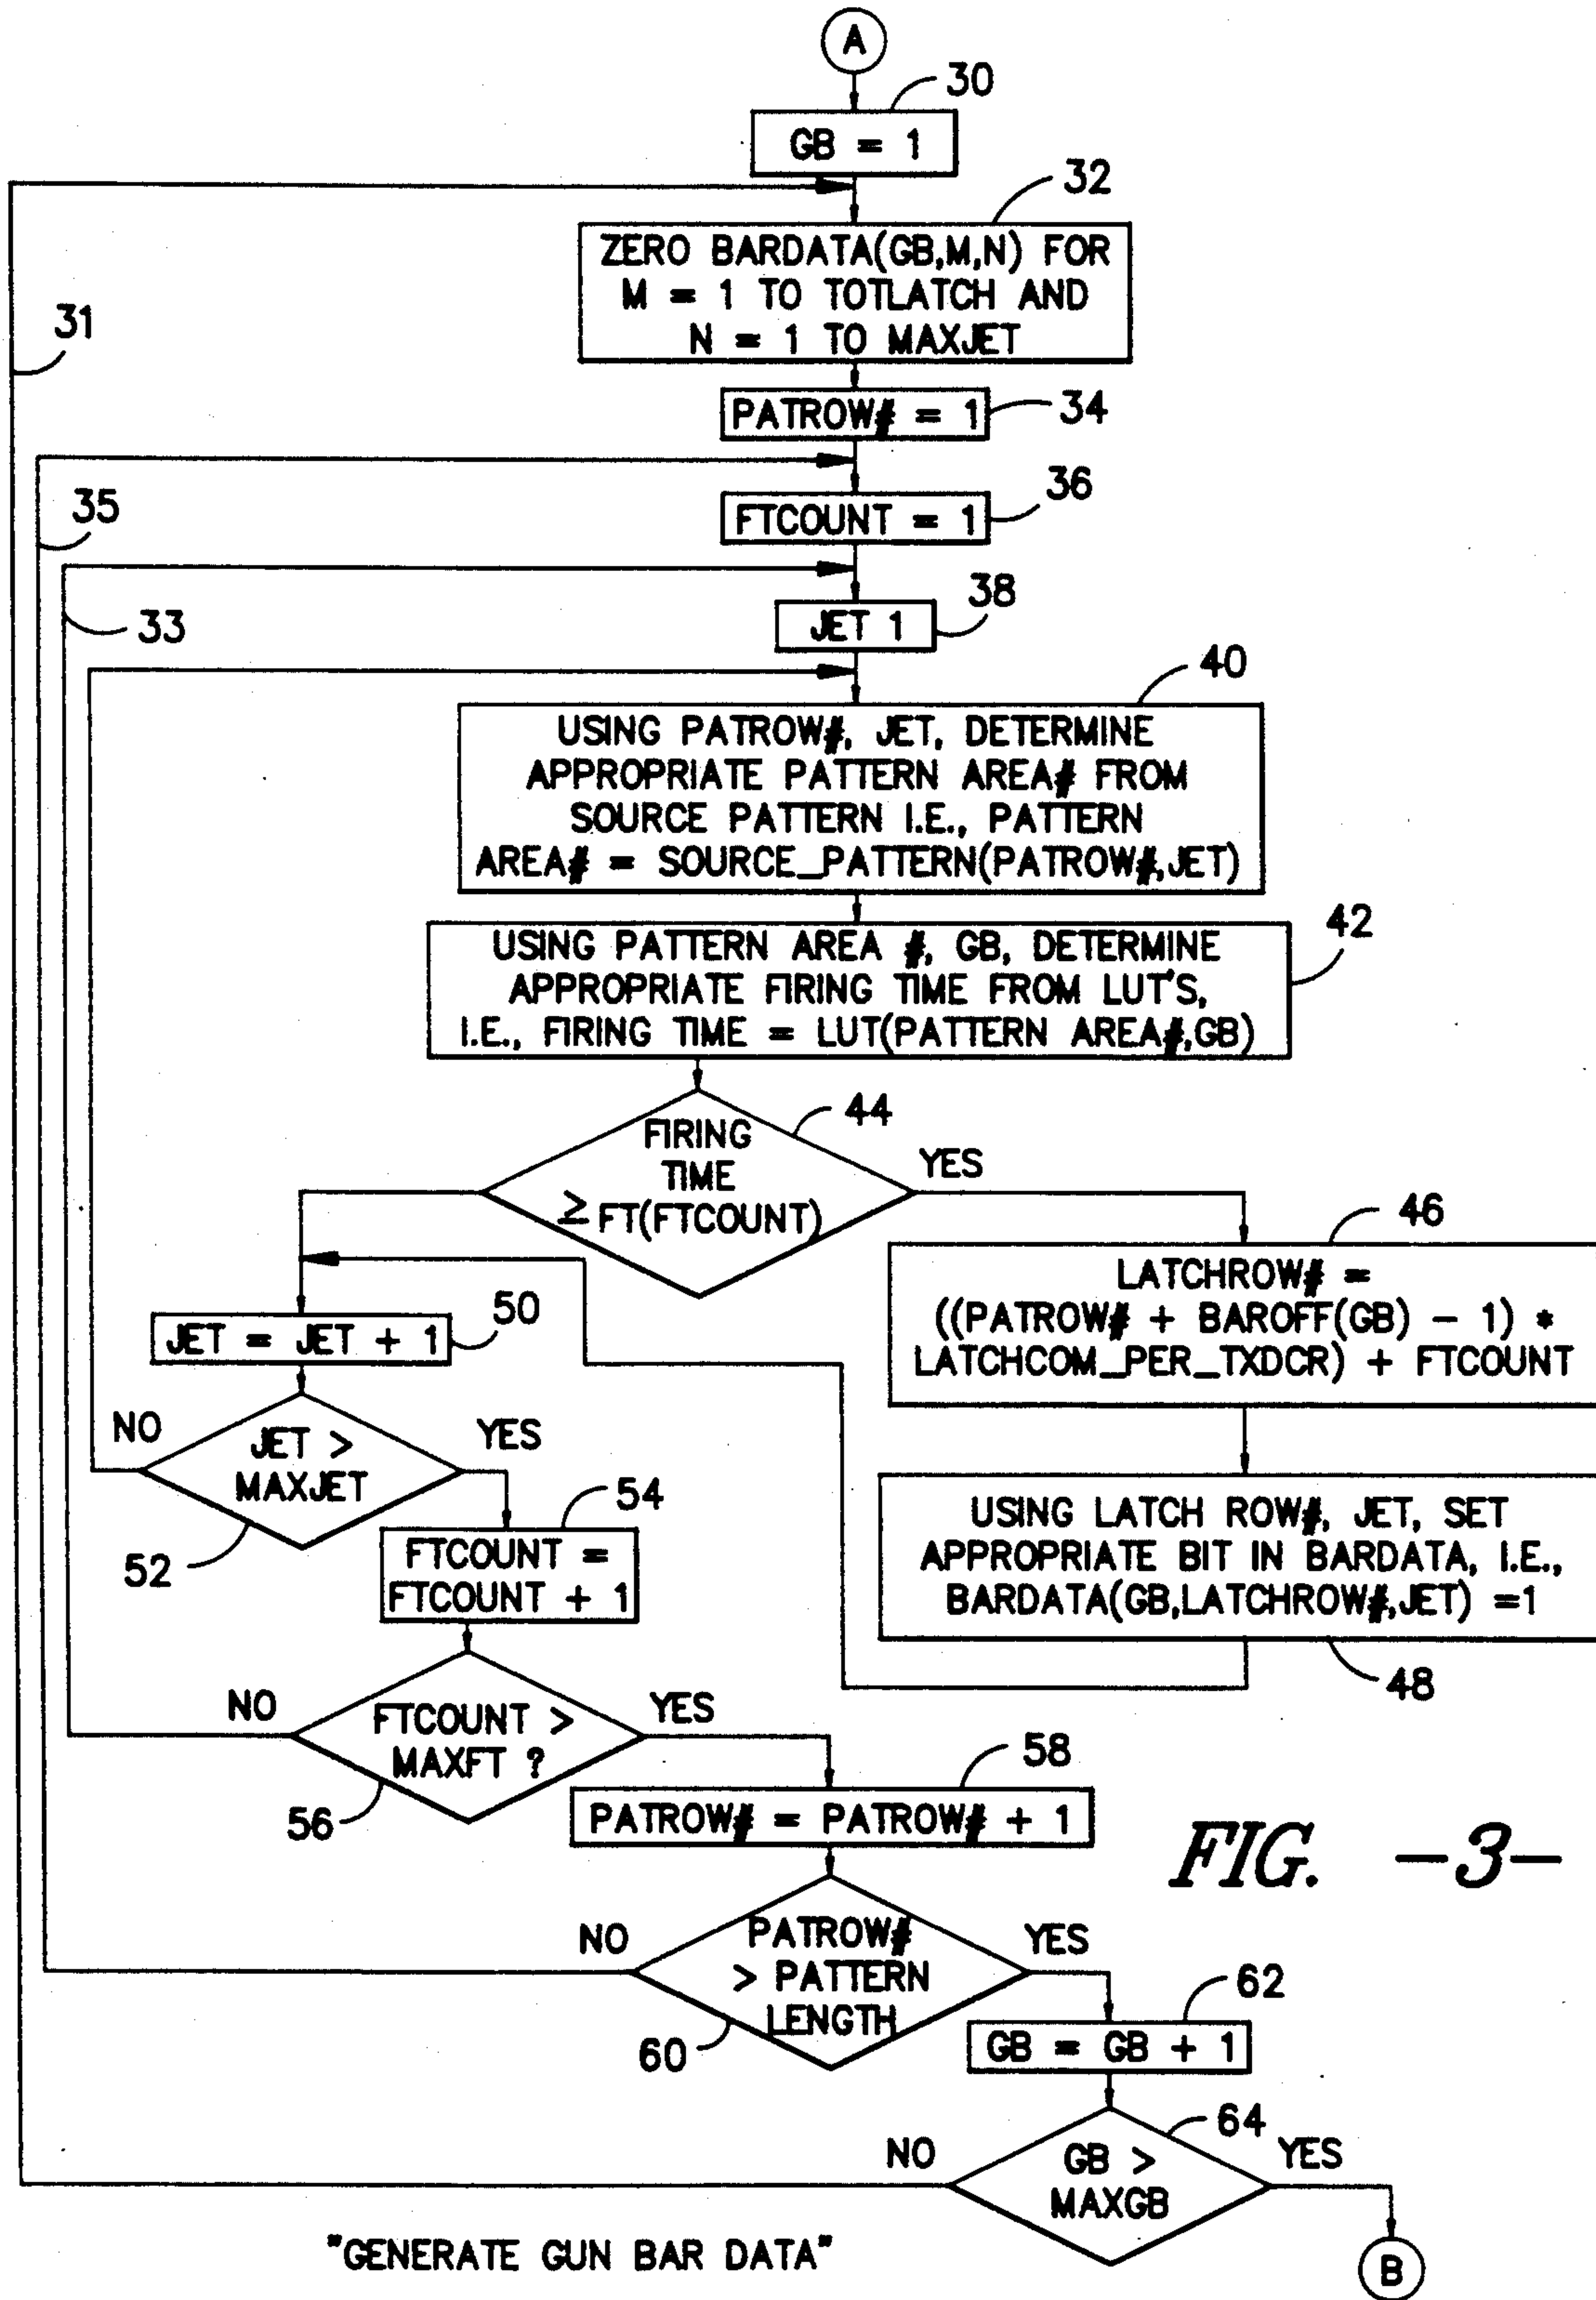 A
30
GB = 1
32
ZERO BARDATA(GB,M,N) FOR
M = 1 TO TOTLATCH AND
N = 1 TO MAXJET
31
PATROW# = 1
34
35
FTCOUNT = 1
36
33
JET 1
38
40
USING PATROW#, JET, DETERMINE
APPROPRIATE PATTERN AREA# FROM
SOURCE PATTERN I.E., PATTERN
AREA# = SOURCE_PATTERN(PATROW#,JET)
42
USING PATTERN AREA #, GB, DETERMINE
APPROPRIATE FIRING TIME FROM LUT'S,
I.E., FIRING TIME = LUT(PATTERN AREA#,GB)
44
FIRING
TIME
≥ FT(FTCOUNT)
YES
46
LATCHROW# =
((PATROW# + BAROFF(GB) - 1) *
LATCHCOM_PER_TXDCR) + FTCOUNT
50
JET = JET + 1
NO
JET >
MAXJET
YES
52
54
FTCOUNT =
FTCOUNT + 1
USING LATCH ROW#, JET, SET
APPROPRIATE BIT IN BARDATA, I.E.,
BARDATA(GB,LATCHROW#,JET) =1
48
NO
FTCOUNT >
MAXFT ?
YES
56
58
PATROW# = PATROW# + 1
FIG. -3-
NO
PATROW#
> PATTERN
LENGTH
YES
60
62
GB = GB + 1
64
NO
GB >
MAXGB
YES
"GENERATE GUN BAR DATA"
B